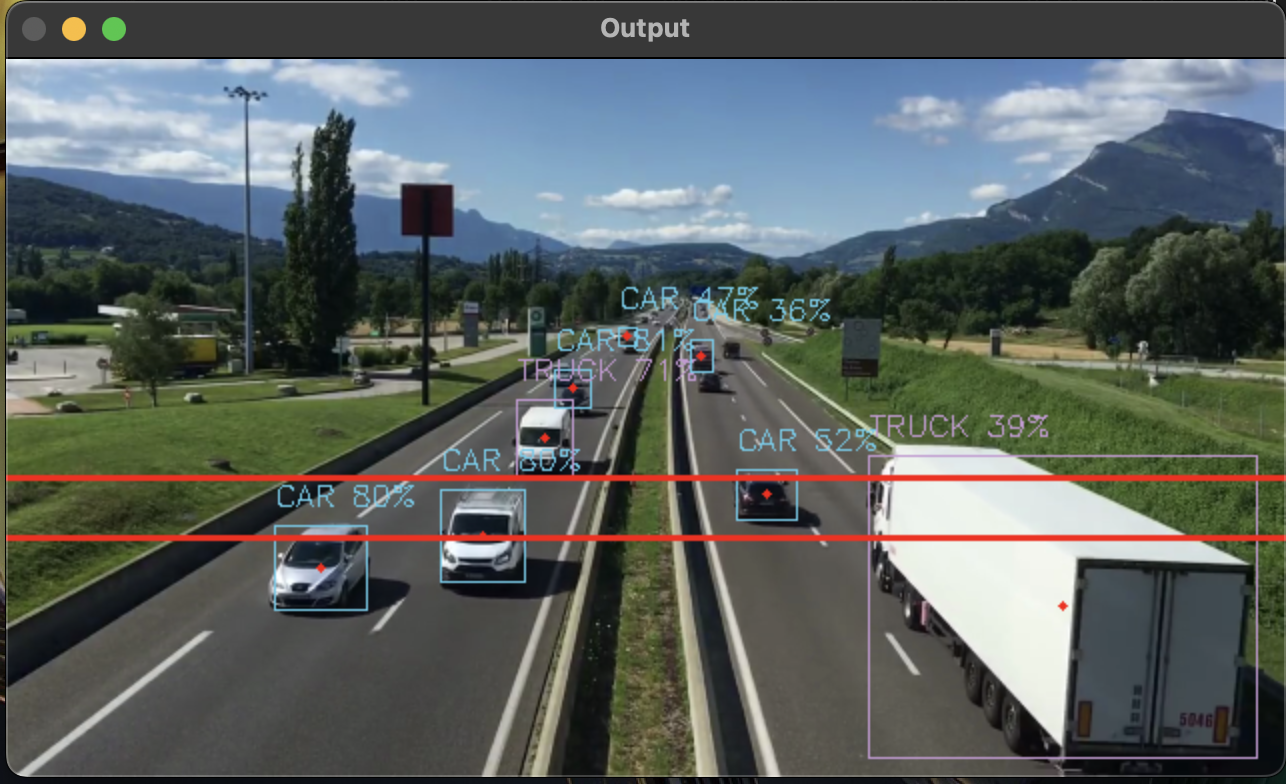 Output
CAR 47%
CAR 36%
CAR 81%
TRUCK 71%
TRUCK 39%
CAR 52%
CAR 80%
CAR 80%
5046